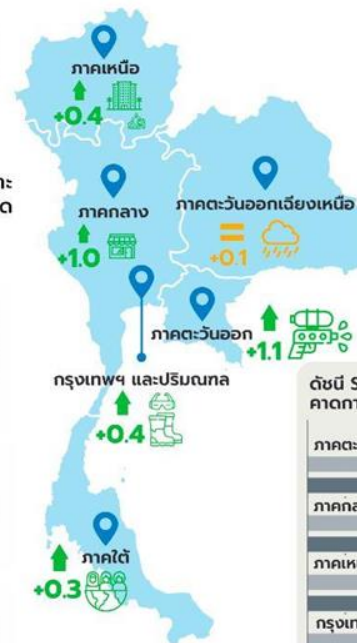 ภาคเหนือ
+0.4
ภาคกลาง
+1.0
ภาคตะวันออกเฉียงเหนือ
=
+0.1
ภาคตะวันออก
+1.1
กรุงเทพฯ และปริมณฑล
+0.4
ภาคใต้
+0.3
ดัชนี S
ภาคตะ
ภาคกล
ภาคเหนื
กรุงเท